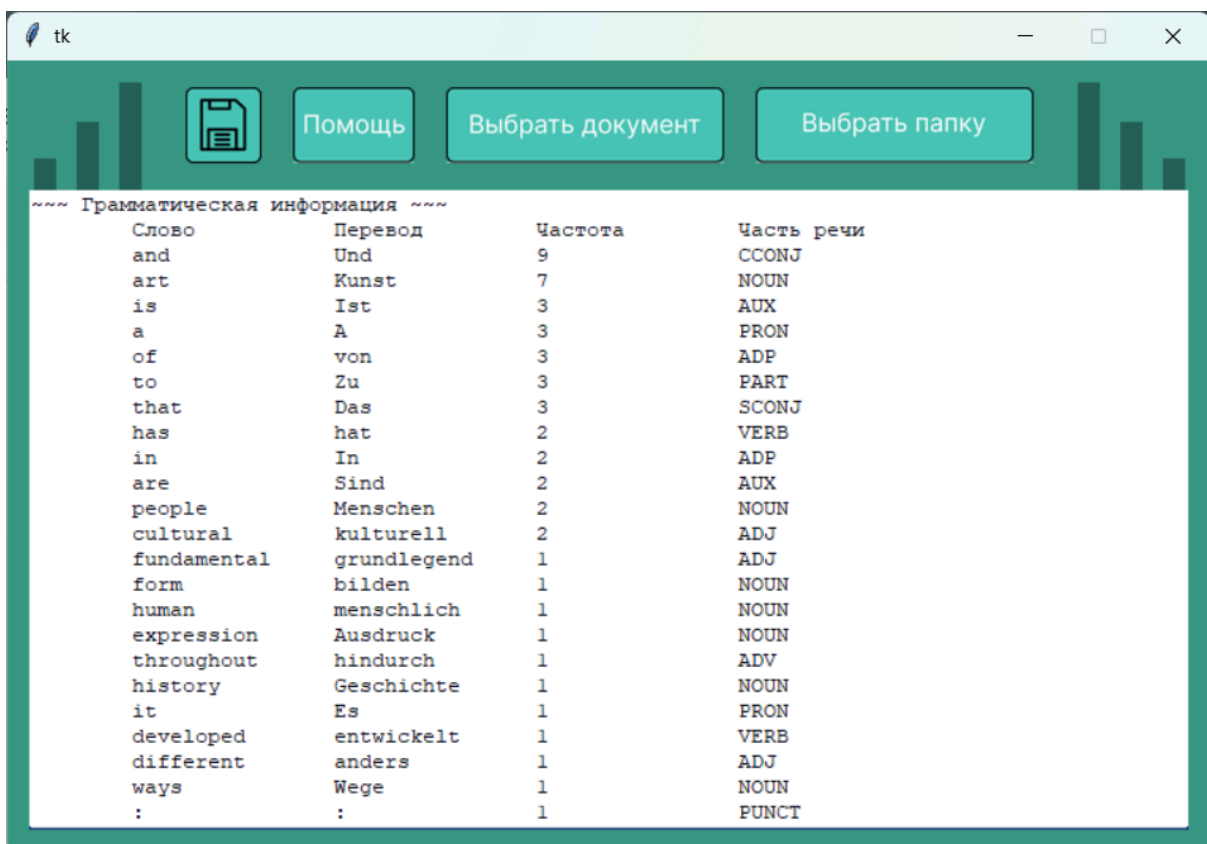 tk
Помощь Выбрать документ Выбрать папку
~~~ Грамматическая информация ~~~
Слово Перевод Частота Часть речи
and Und 9 CCONJ
art Kunst 7 NOUN
is Ist 3 AUX
a A 3 PRON
of von 3 ADP
to Zu 3 PART
that Das 3 SCONJ
has hat 2 VERB
in In 2 ADP
are Sind 2 AUX
people Menschen 2 NOUN
cultural kulturell 2 ADJ
fundamental grundlegend 1 ADJ
form bilden 1 NOUN
human menschlich 1 NOUN
expression Ausdruck 1 NOUN
throughout hindurch 1 ADV
history Geschichte 1 NOUN
it Es 1 PRON
developed entwickelt 1 VERB
different anders 1 ADJ
ways Wege 1 NOUN
: : 1 PUNCT